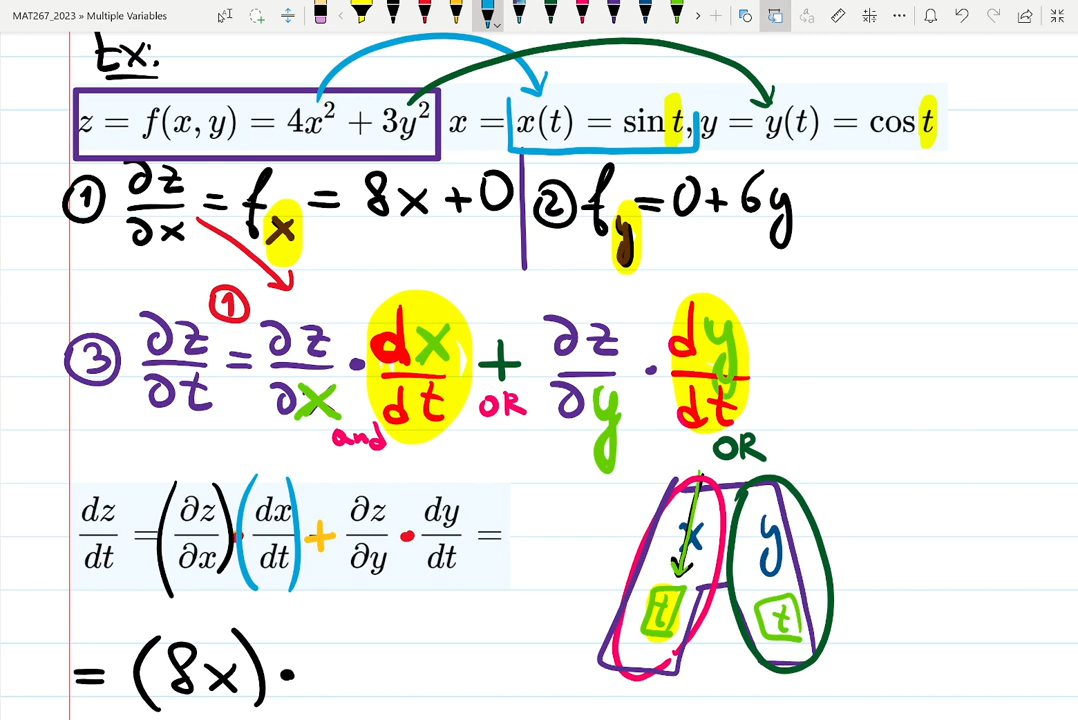 MAT267_2023 » Multiple Variables
Ex:
z = f(x, y) = 4x² + 3y² x = x(t) = sin t, y = y(t) = cos t
① ∂z/∂x = fₓ = 8x + 0 ② f_y = 0 + 6y
①
③ ∂z/∂t = ∂z/∂x · dx/dt + ∂z/∂y · dy/dt
and OR
OR
dz/dt = (∂z/∂x) · (dx/dt) + ∂z/∂y · dy/dt =
x y
t t
= (8x) ·